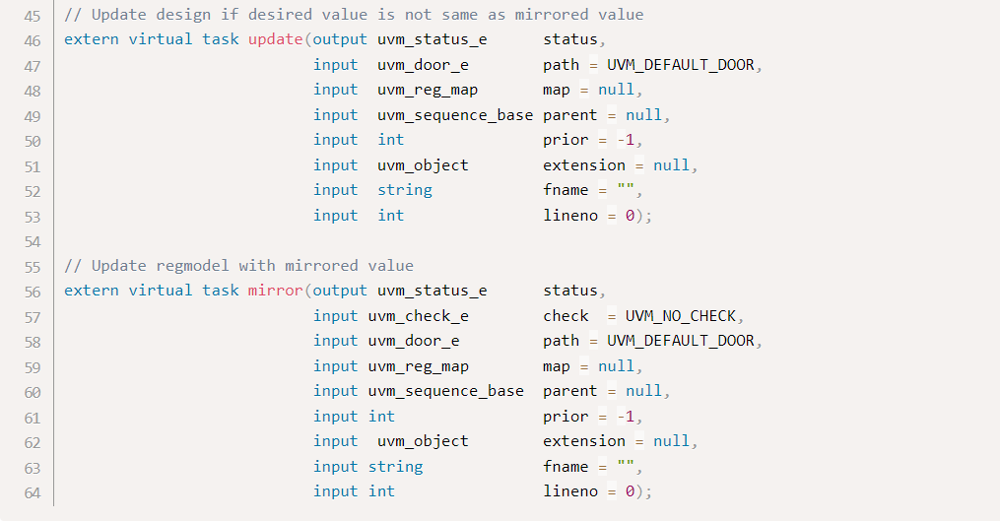 45 // Update design if desired value is not same as mirrored value
46 extern virtual task update(output uvm_status_e      status,
47                            input  uvm_door_e        path = UVM_DEFAULT_DOOR,
48                            input  uvm_reg_map       map = null,
49                            input  uvm_sequence_base parent = null,
50                            input  int               prior = -1,
51                            input  uvm_object        extension = null,
52                            input  string            fname = "",
53                            input  int               lineno = 0);
54
55 // Update regmodel with mirrored value
56 extern virtual task mirror(output uvm_status_e      status,
57                            input uvm_check_e        check  = UVM_NO_CHECK,
58                            input uvm_door_e         path = UVM_DEFAULT_DOOR,
59                            input uvm_reg_map        map = null,
60                            input uvm_sequence_base  parent = null,
61                            input int                prior = -1,
62                            input  uvm_object        extension = null,
63                            input string             fname = "",
64                            input int                lineno = 0);